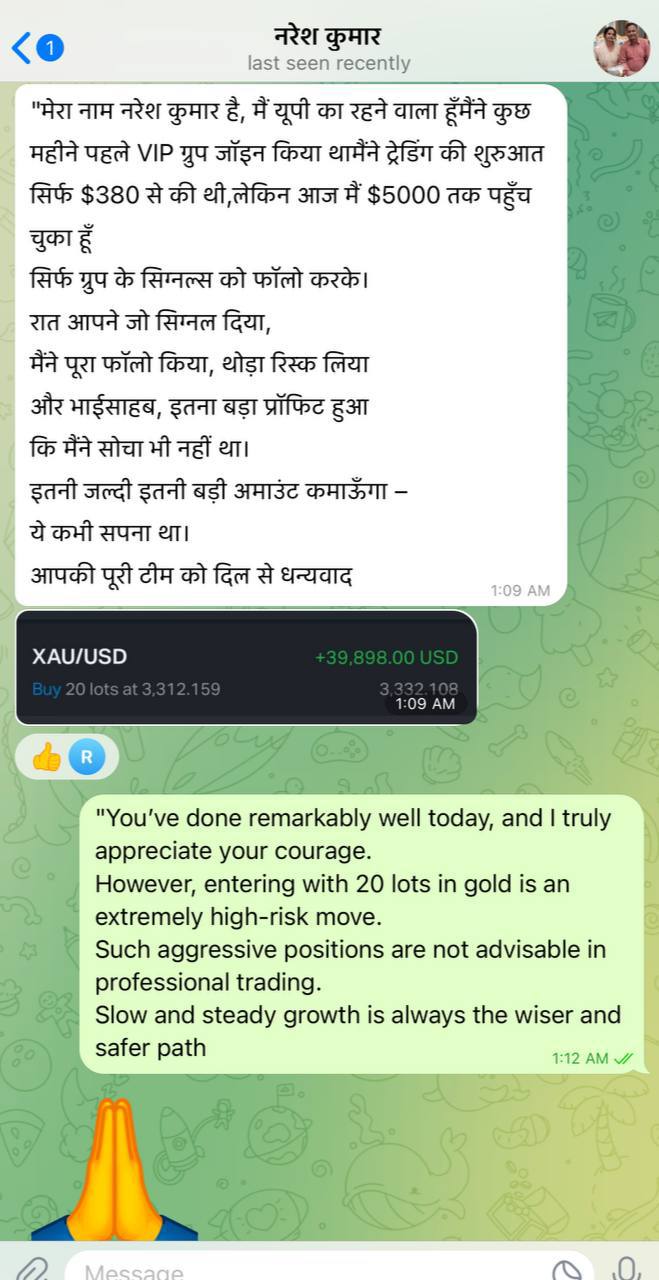 1
नरेश कुमार
last seen recently
"मेरा नाम नरेश कुमार है, मैं यूपी का रहने वाला हूँमैंने कुछ
महीने पहले VIP ग्रुप जॉइन किया थामैंने ट्रेडिंग की शुरुआत
सिर्फ $380 से की थी,लेकिन आज मैं $5000 तक पहुँच
चुका हूँ
सिर्फ ग्रुप के सिग्नल्स को फॉलो करके।
रात आपने जो सिग्नल दिया,
मैंने पूरा फॉलो किया, थोड़ा रिस्क लिया
और भाईसाहब, इतना बड़ा प्रॉफिट हुआ
कि मैंने सोचा भी नहीं था।
इतनी जल्दी इतनी बड़ी अमाउंट कमाऊँगा –
ये कभी सपना था।
आपकी पूरी टीम को दिल से धन्यवाद
1:09 AM
XAU/USD +39,898.00 USD
Buy 20 lots at 3,312.159 3,332.108
1:09 AM
R
"You've done remarkably well today, and I truly
appreciate your courage.
However, entering with 20 lots in gold is an
extremely high-risk move.
Such aggressive positions are not advisable in
professional trading.
Slow and steady growth is always the wiser and
safer path
1:12 AM
Message